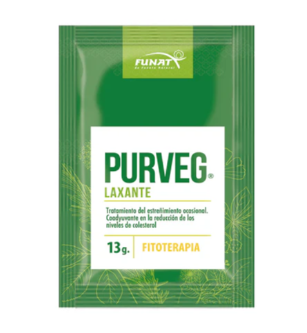 FUNAT
PURVEG®
LAXANTE
Tratamiento del estreñimiento ocasional.
Coadyuvante en la reducción de los
niveles de colesterol
13g. FITOTERAPIA